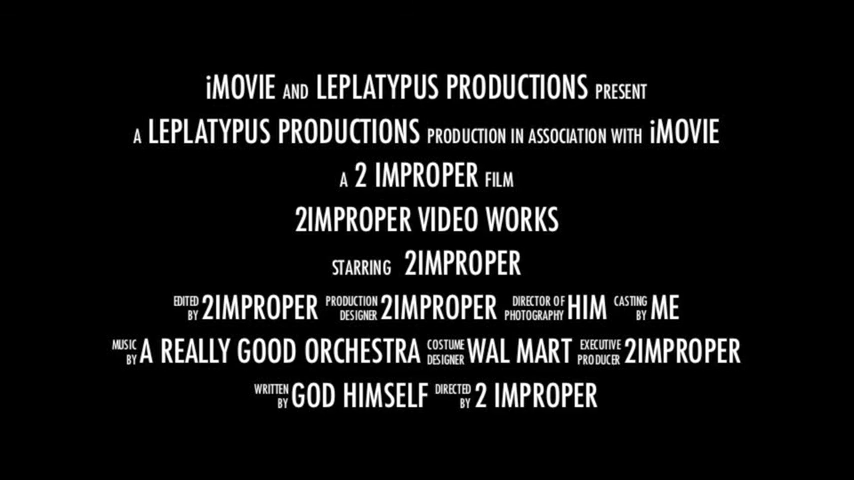 iMOVIE AND LEPLATYPUS PRODUCTIONS PRESENT
A LEPLATYPUS PRODUCTIONS PRODUCTION IN ASSOCIATION WITH iMOVIE
A 2 IMPROPER FILM
2IMPROPER VIDEO WORKS
STARRING 2IMPROPER
EDITED BY 2IMPROPER PRODUCTION DESIGNER 2IMPROPER DIRECTOR OF PHOTOGRAPHY HIM CASTING BY ME
MUSIC BY A REALLY GOOD ORCHESTRA COSTUME DESIGNER WAL MART EXECUTIVE PRODUCER 2IMPROPER
WRITTEN BY GOD HIMSELF DIRECTED BY 2 IMPROPER